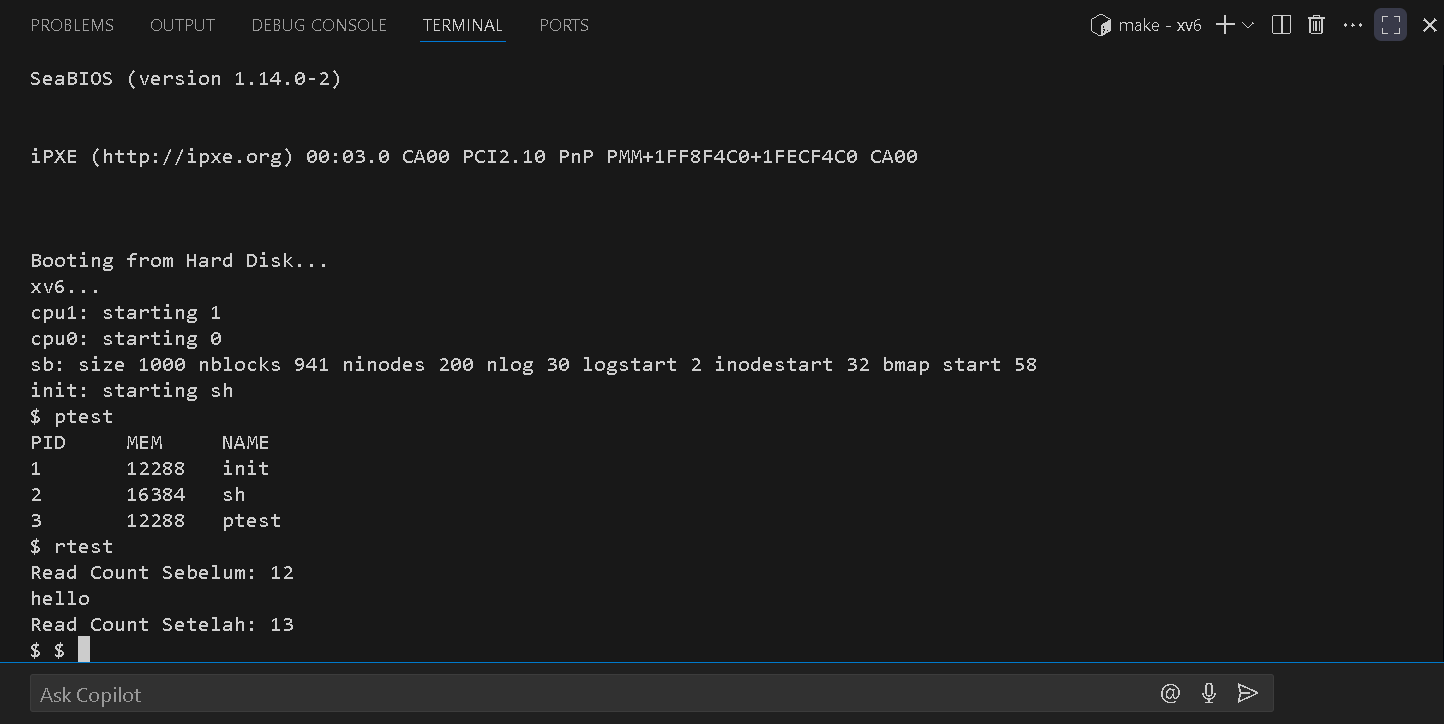 PROBLEMS OUTPUT DEBUG CONSOLE TERMINAL PORTS make - xv6
SeaBIOS (version 1.14.0-2)
iPXE (http://ipxe.org) 00:03.0 CA00 PCI2.10 PnP PMM+1FF8F4C0+1FECF4C0 CA00
Booting from Hard Disk...
xv6...
cpu1: starting 1
cpu0: starting 0
sb: size 1000 nblocks 941 ninodes 200 nlog 30 logstart 2 inodestart 32 bmap start 58
init: starting sh
$ ptest
PID MEM NAME
1 12288 init
2 16384 sh
3 12288 ptest
$ rtest
Read Count Sebelum: 12
hello
Read Count Setelah: 13
$ $
Ask Copilot